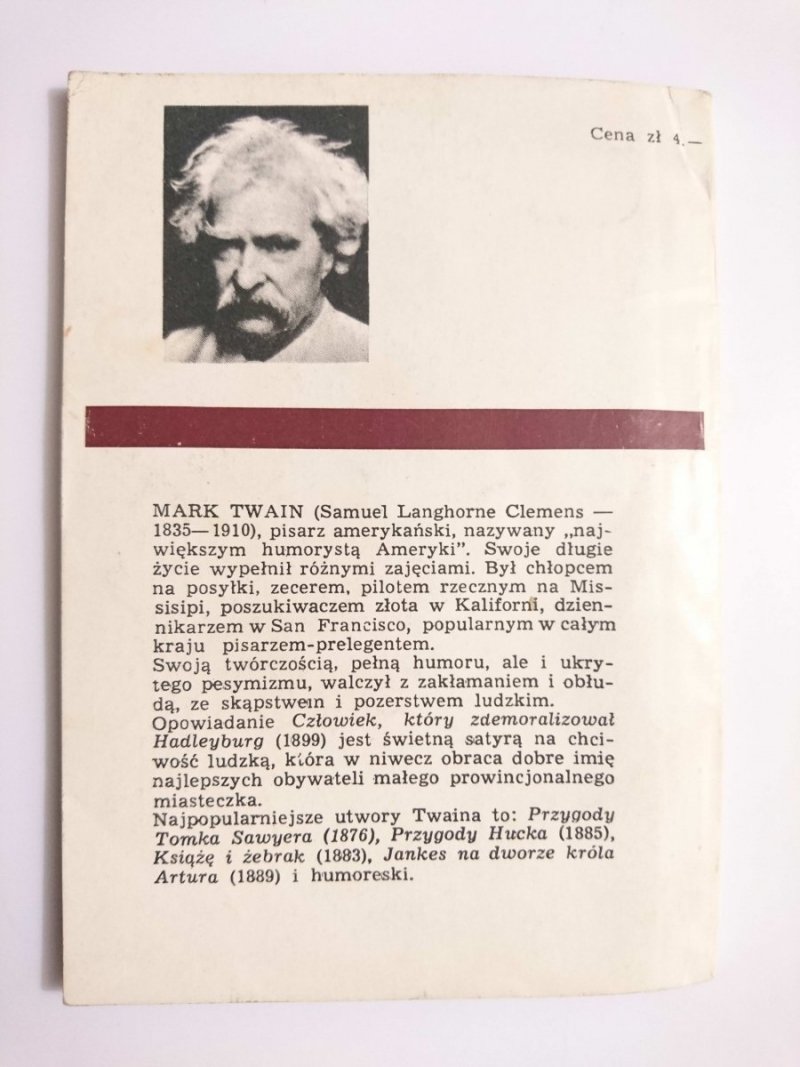 Cena zł 4.—
MARK TWAIN (Samuel Langhorne Clemens —
1835—1910), pisarz amerykański, nazywany „naj-
większym humorystą Ameryki”. Swoje długie
życie wypełnił różnymi zajęciami. Był chłopcem
na posyłki, zecerem, pilotem rzecznym na Mis-
sisipi, poszukiwaczem złota w Kaliforni, dzien-
nikarzem w San Francisco, popularnym w całym
kraju pisarzem-prelegentem.
Swoją twórczością, pełną humoru, ale i ukry-
tego pesymizmu, walczył z zakłamaniem i obłu-
dą, ze skąpstwem i pozerstwem ludzkim.
Opowiadanie Człowiek, który zdemoralizował
Hadleyburg (1899) jest świetną satyrą na chci-
wość ludzką, która w niwecz obraca dobre imię
najlepszych obywateli małego prowincjonalnego
miasteczka.
Najpopularniejsze utwory Twaina to: Przygody
Tomka Sawyera (1876), Przygody Hucka (1885),
Książę i żebrak (1883), Jankes na dworze króla
Artura (1889) i humoreski.